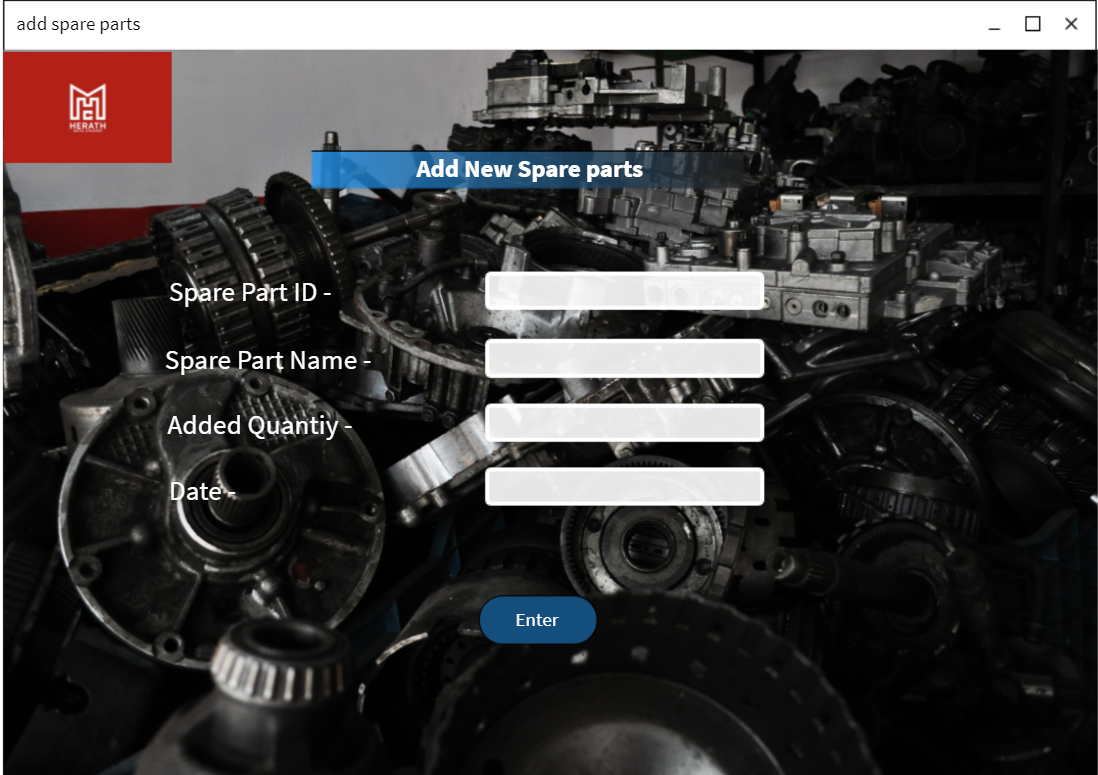 add spare parts
HERATH
Add New Spare parts
Spare Part ID -
Spare Part Name -
Added Quantiy -
Date -
Enter